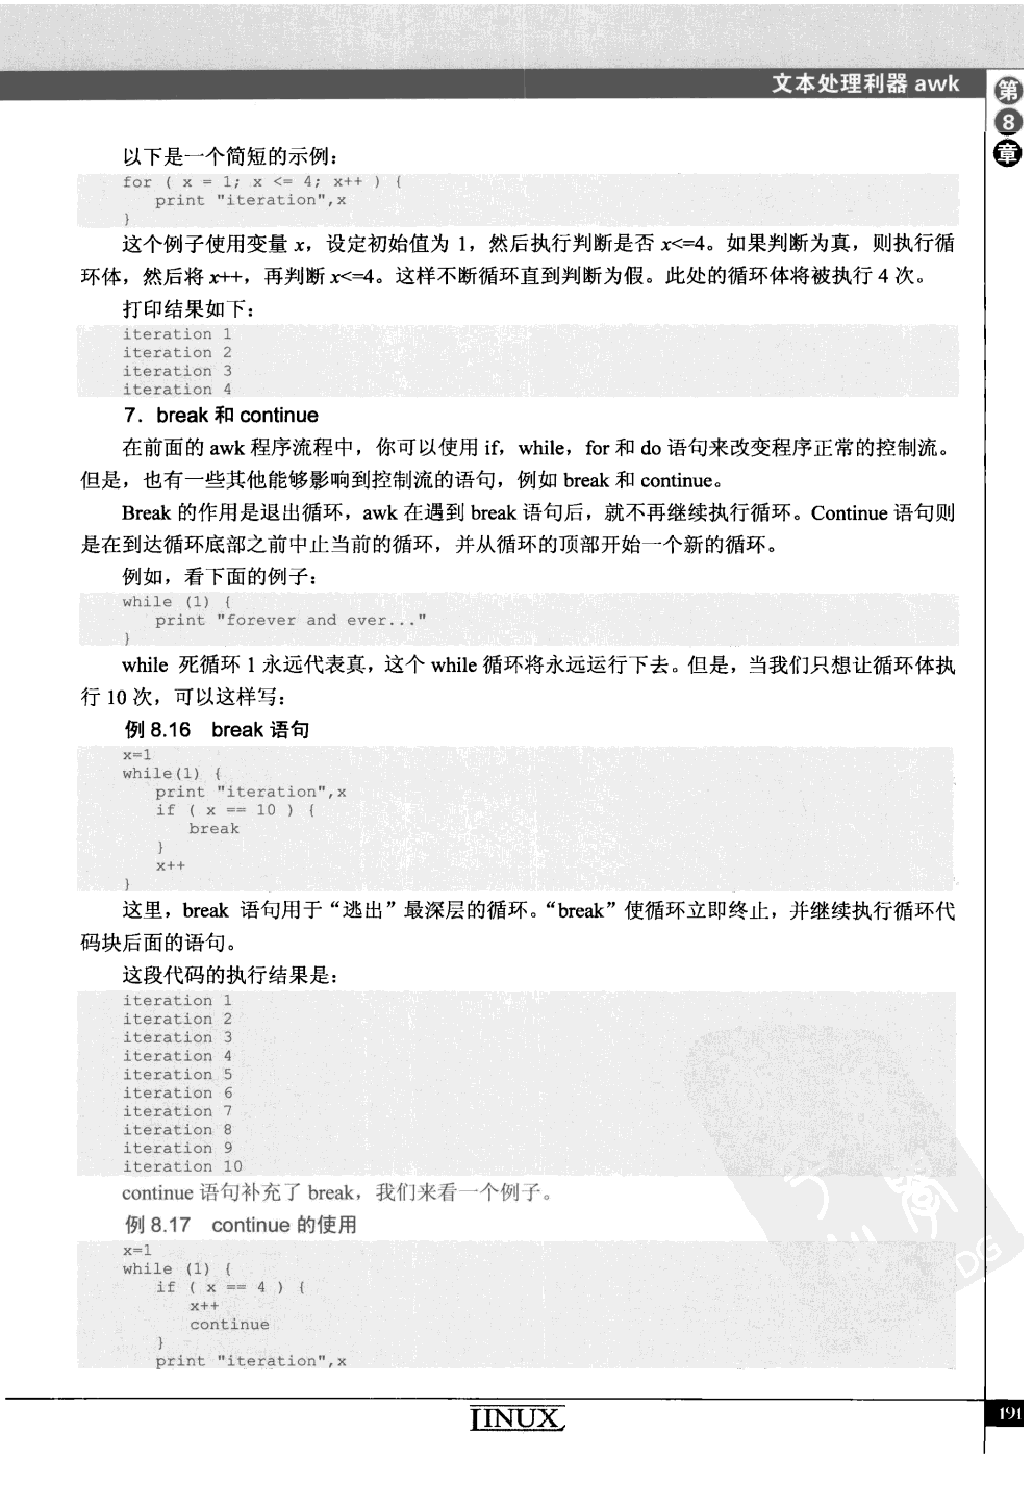 文本处理利器 awk
第
8
章
以下是一个简短的示例：
for ( x = 1; x <= 4; x++ ) {
print "iteration",x
}
这个例子使用变量 x，设定初始值为 1，然后执行判断是否 x<=4。如果判断为真，则执行循
环体，然后将 x++，再判断 x<=4。这样不断循环直到判断为假。此处的循环体将被执行 4 次。
打印结果如下：
iteration 1
iteration 2
iteration 3
iteration 4
7．break 和 continue
在前面的 awk 程序流程中，你可以使用 if，while，for 和 do 语句来改变程序正常的控制流。
但是，也有一些其他能够影响到控制流的语句，例如 break 和 continue。
Break 的作用是退出循环，awk 在遇到 break 语句后，就不再继续执行循环。Continue 语句则
是在到达循环底部之前中止当前的循环，并从循环的顶部开始一个新的循环。
例如，看下面的例子：
while (1) {
print "forever and ever..."
}
while 死循环 1 永远代表真，这个 while 循环将永远运行下去。但是，当我们只想让循环体执
行 10 次，可以这样写：
例 8.16 break 语句
x=1
while(1) {
print "iteration",x
if ( x == 10 ) {
break
}
x++
}
这里，break 语句用于“逃出”最深层的循环。“break”使循环立即终止，并继续执行循环代
码块后面的语句。
这段代码的执行结果是：
iteration 1
iteration 2
iteration 3
iteration 4
iteration 5
iteration 6
iteration 7
iteration 8
iteration 9
iteration 10
continue 语句补充了 break，我们来看一个例子。
例 8.17 continue 的使用
x=1
while (1) {
if ( x == 4 ) {
x++
continue
}
print "iteration",x
LINUX
191